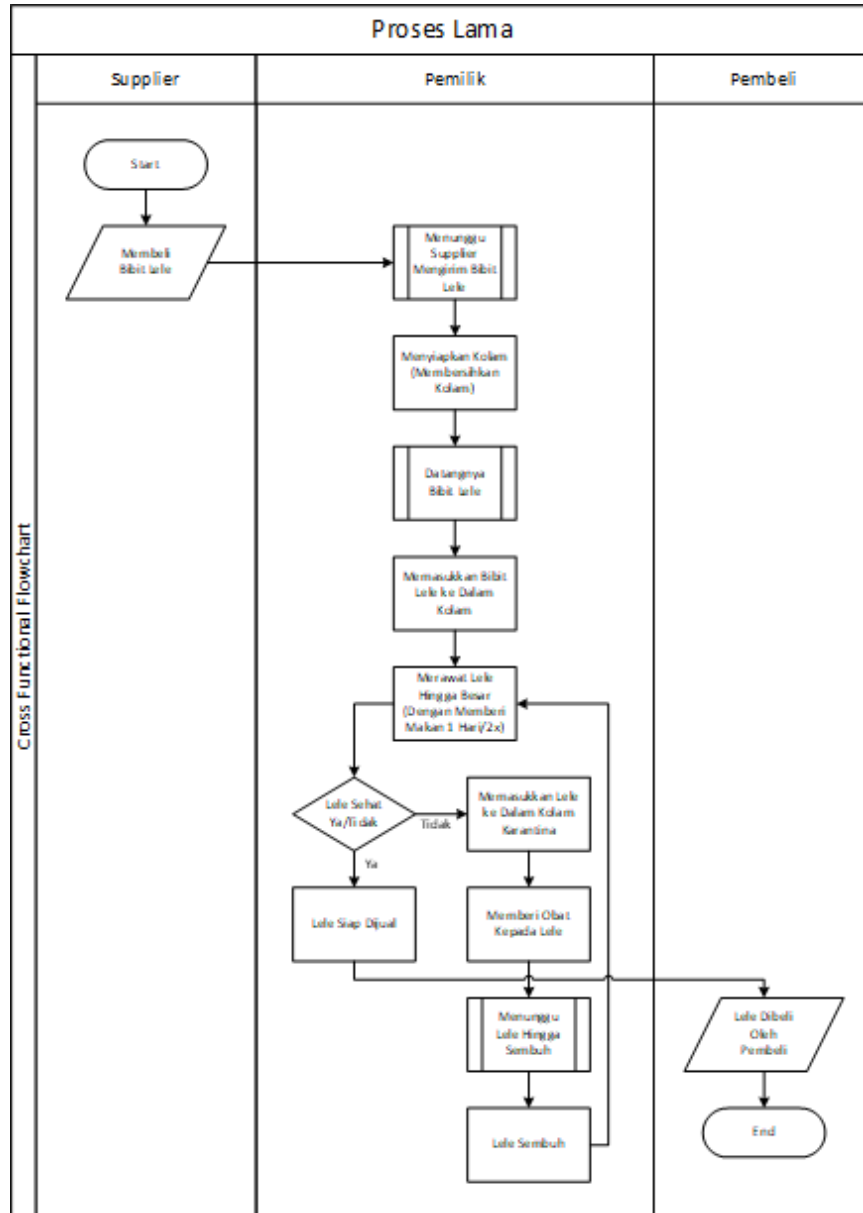 Proses Lama
Supplier
Pemilik
Pembeli
Cross Functional Flowchart
Start
Membeli
Bibit Lele
Menunggu
Supplier
Mengirim Bibit
Lele
Menyiapkan Kolam
(Membersihkan
Kolam)
Datangnya
Bibit Lele
Memasukkan Bibit
Lele ke Dalam
Kolam
Merawat Lele
Hingga Besar
(Dengan Memberi
Makan 1 Hari/2x)
Lele Sehat
Ya/Tidak
Tidak
Memasukkan Lele
ke Dalam Kolam
Karantina
Ya
Lele Siap Dijual
Memberi Obat
Kepada Lele
Menunggu
Lele Hingga
Sembuh
Lele Dibeli
Oleh
Pembeli
Lele Sembuh
End